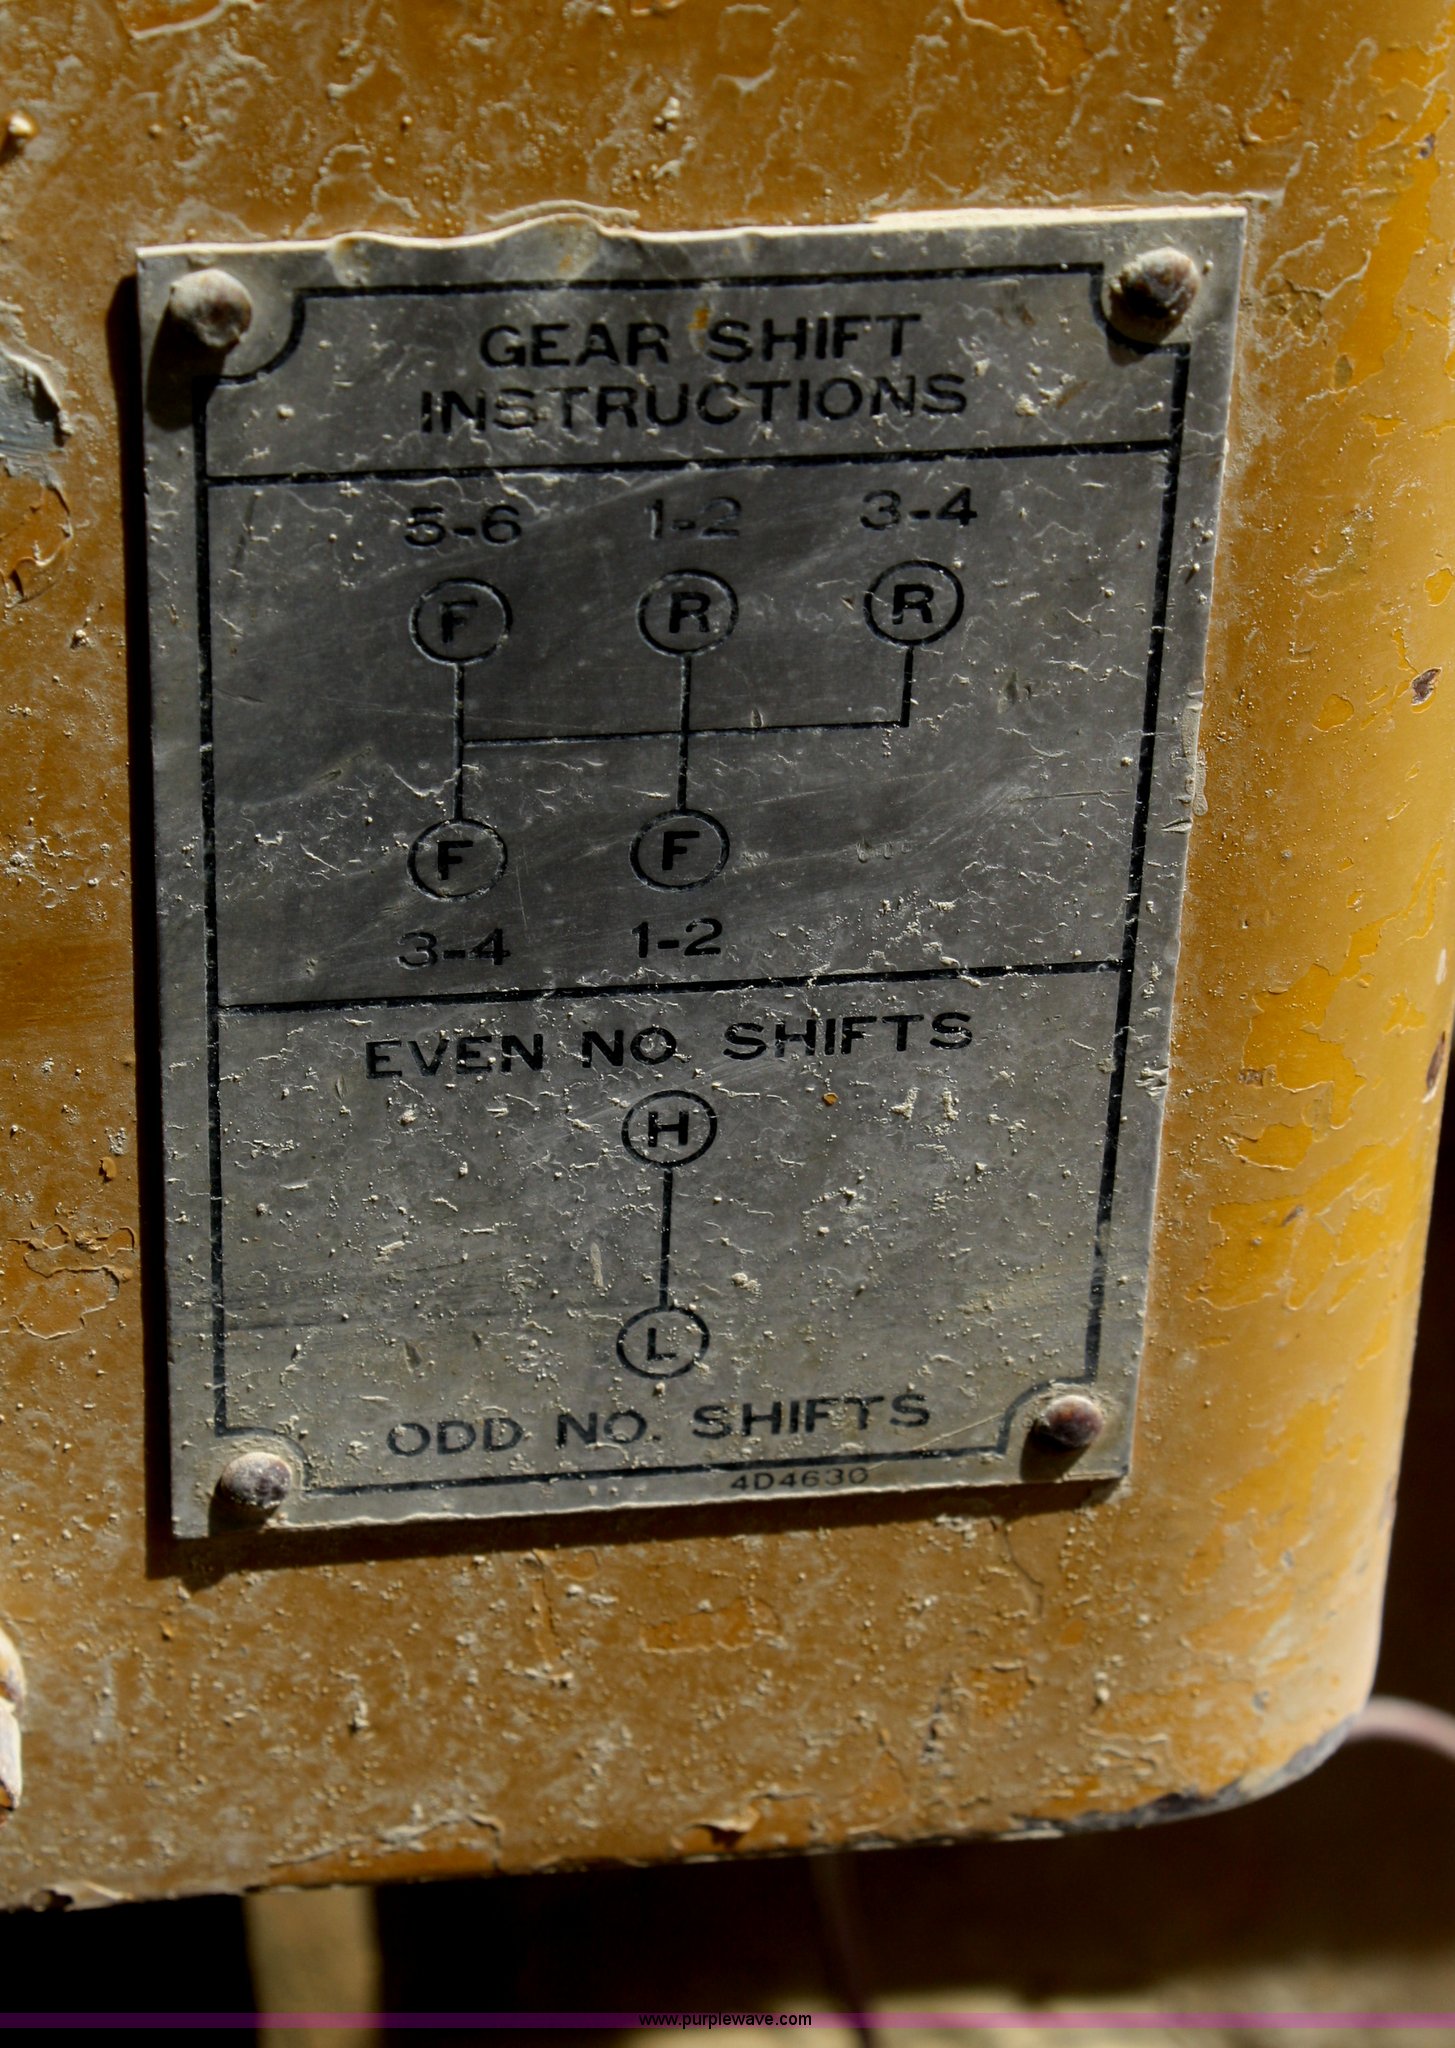 GEAR SHIFT
INSTRUCTIONS
5-6 1-2 3-4
F R R
F F
3-4 1-2
EVEN NO. SHIFTS
H
L
ODD NO. SHIFTS
4D4630
www.purplewave.com